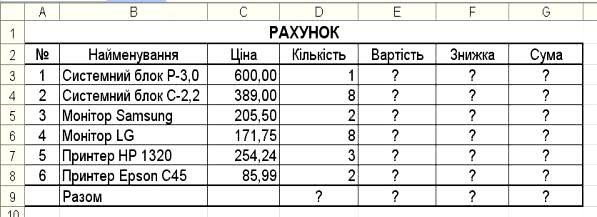 A B C D E F G
1 РАХУНОК
2 № Найменування Ціна Кількість Вартість Знижка Сума
3 1 Системний блок P-3,0 600,00 1 ? ? ?
4 2 Системний блок C-2,2 389,00 8 ? ? ?
5 3 Монітор Samsung 205,50 2 ? ? ?
6 4 Монітор LG 171,75 8 ? ? ?
7 5 Принтер HP 1320 254,24 3 ? ? ?
8 6 Принтер Epson C45 85,99 2 ? ? ?
9 Разом ? ? ? ?
10